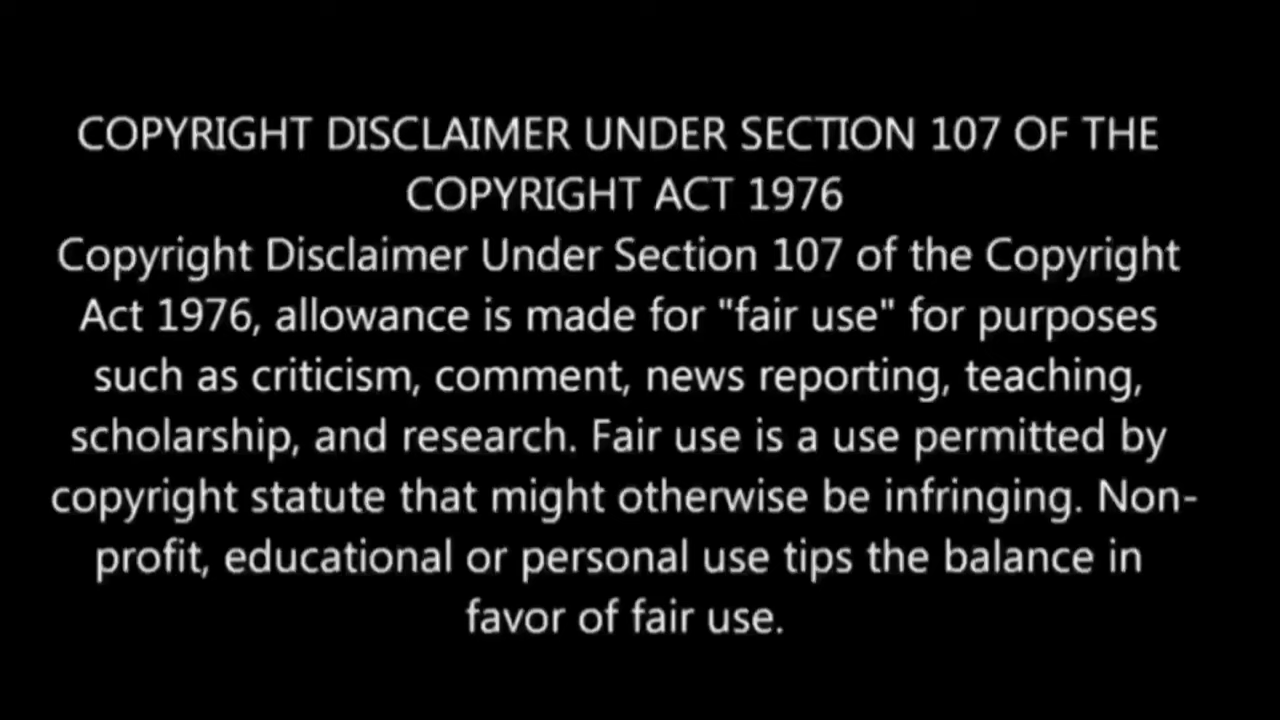 COPYRIGHT DISCLAIMER UNDER SECTION 107 OF THE
COPYRIGHT ACT 1976
Copyright Disclaimer Under Section 107 of the Copyright
Act 1976, allowance is made for "fair use" for purposes
such as criticism, comment, news reporting, teaching,
scholarship, and research. Fair use is a use permitted by
copyright statute that might otherwise be infringing. Non-
profit, educational or personal use tips the balance in
favor of fair use.